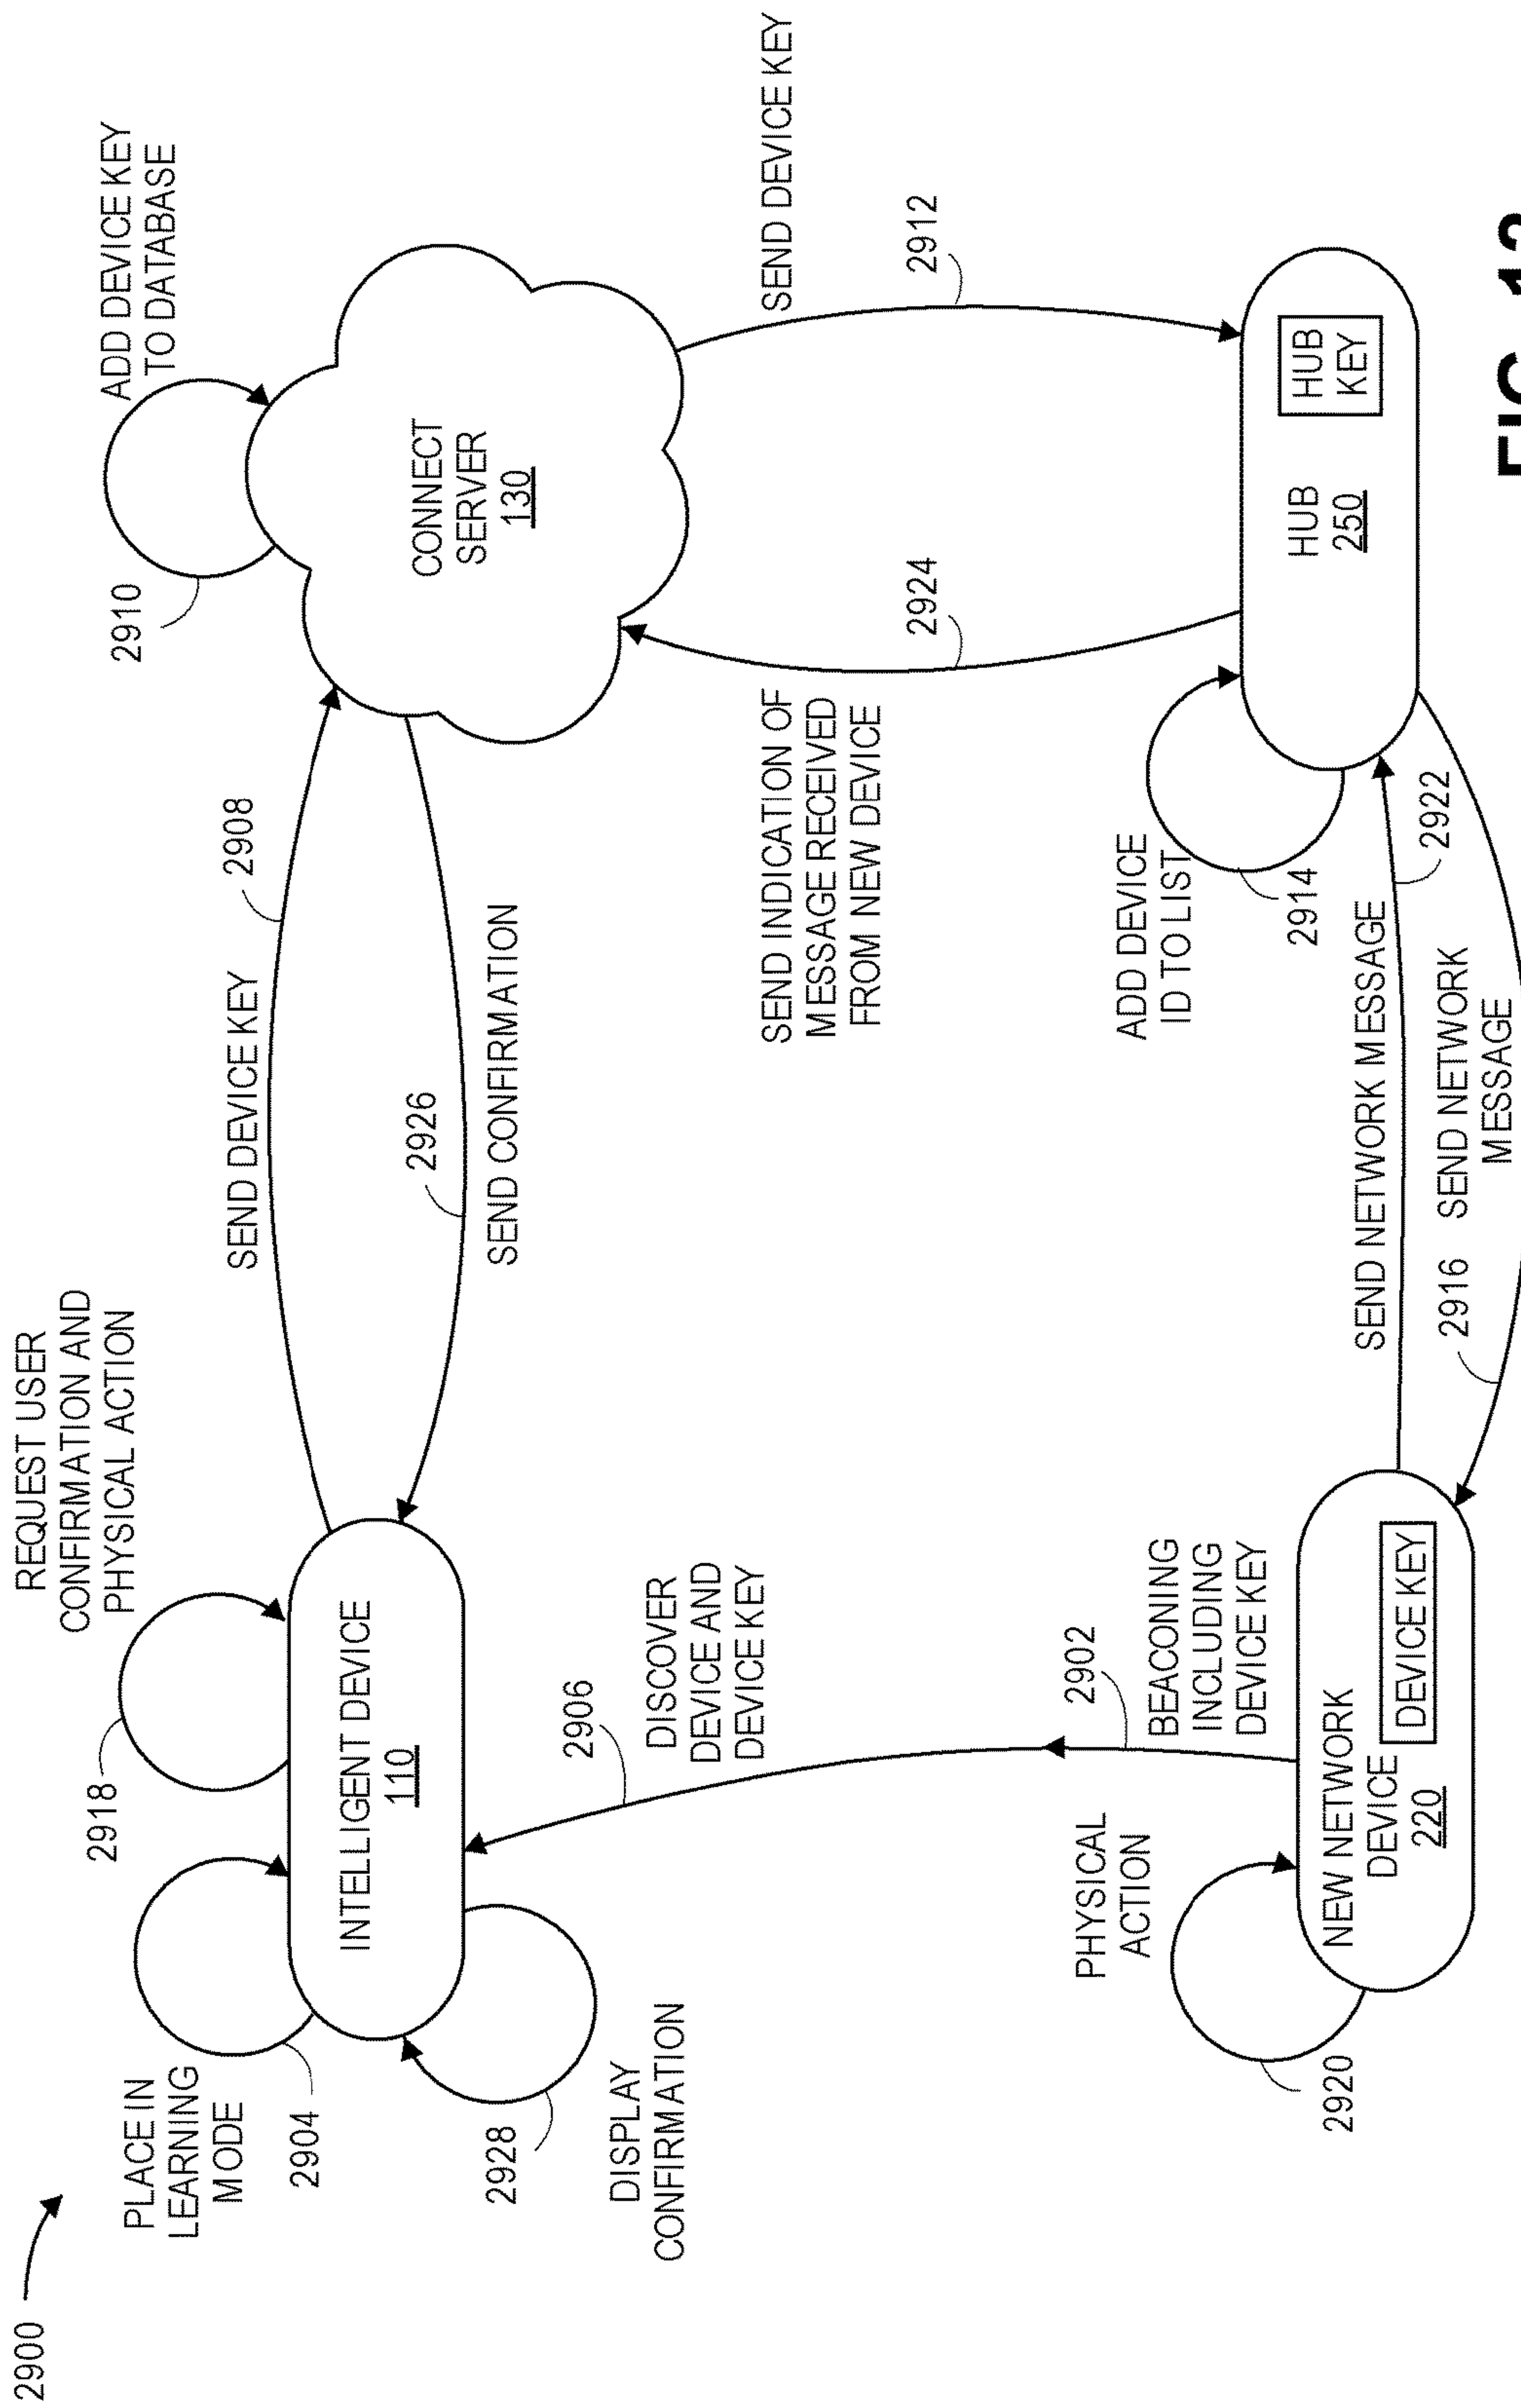 2900
PLACE IN
LEARNING
MODE
2904
2918
REQUEST USER
CONFIRMATION AND
PHYSICAL ACTION
INTELLIGENT DEVICE
110
2928
DISPLAY
CONFIRMATION
SEND DEVICE KEY
2908
2926
SEND CONFIRMATION
2910
ADD DEVICE KEY
TO DATABASE
CONNECT
SERVER
130
2906
DISCOVER
DEVICE AND
DEVICE KEY
2902
BEACONING
INCLUDING
DEVICE KEY
SEND INDICATION OF
MESSAGE RECEIVED
FROM NEW DEVICE
2924
SEND DEVICE KEY
2912
PHYSICAL
ACTION
2920
NEW NETWORK
DEVICE
220
DEVICE KEY
ADD DEVICE
ID TO LIST
2914
SEND NETWORK MESSAGE
2922
2916
SEND NETWORK
MESSAGE
HUB
250
HUB
KEY